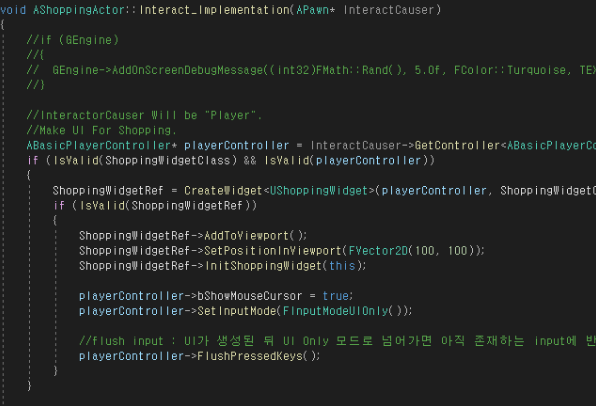 void AShoppingActor::Interact_Implementation(APawn* InteractCauser)
{
//if (GEngine)
//{
//  GEngine->AddOnScreenDebugMessage((int32)FMath::Rand(), 5.0f, FColor::Turquoise, TEX
//}
//InteractorCauser Will be "Player".
//Make UI For Shopping.
ABasicPlayerController* playerController = InteractCauser->GetController<ABasicPlayerCo
if (IsValid(ShoppingWidgetClass) && IsValid(playerController))
{
ShoppingWidgetRef = CreateWidget<UShoppingWidget>(playerController, ShoppingWidgetC
if (IsValid(ShoppingWidgetRef))
{
ShoppingWidgetRef->AddToViewport();
ShoppingWidgetRef->SetPositionInViewport(FVector2D(100, 100));
ShoppingWidgetRef->InitShoppingWidget(this);
playerController->bShowMouseCursor = true;
playerController->SetInputMode(FInputModeUIOnly());
//flush input : UI가 생성된 뒤 UI Only 모드로 넘어가면 아직 존재하는 input에 반
playerController->FlushPressedKeys();
}
}